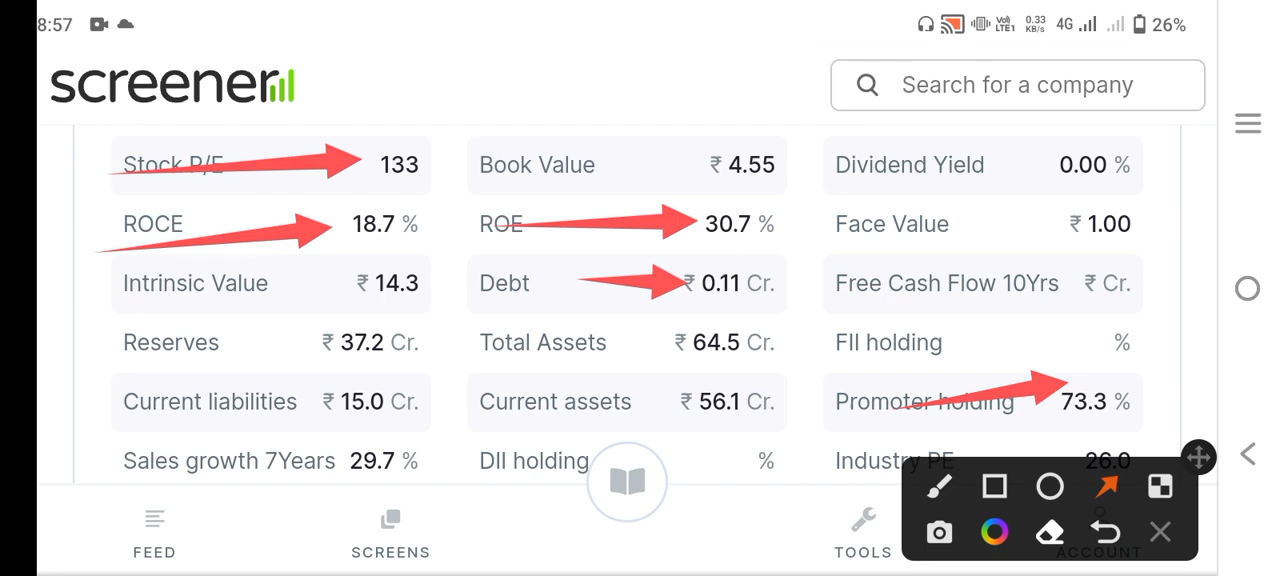 8:57 Vo) LTE1 0.33 KB/s 4G 26%
screener Search for a company
Stock P/E 133 Book Value ₹ 4.55 Dividend Yield 0.00 %
ROCE 18.7 % ROE 30.7 % Face Value ₹ 1.00
Intrinsic Value ₹ 14.3 Debt ₹ 0.11 Cr. Free Cash Flow 10Yrs ₹ Cr.
Reserves ₹ 37.2 Cr. Total Assets ₹ 64.5 Cr. FII holding %
Current liabilities ₹ 15.0 Cr. Current assets ₹ 56.1 Cr. Promoter holding 73.3 %
Sales growth 7Years 29.7 % DII holding % Industry PE 26.0
FEED SCREENS TOOLS ACCOUNT